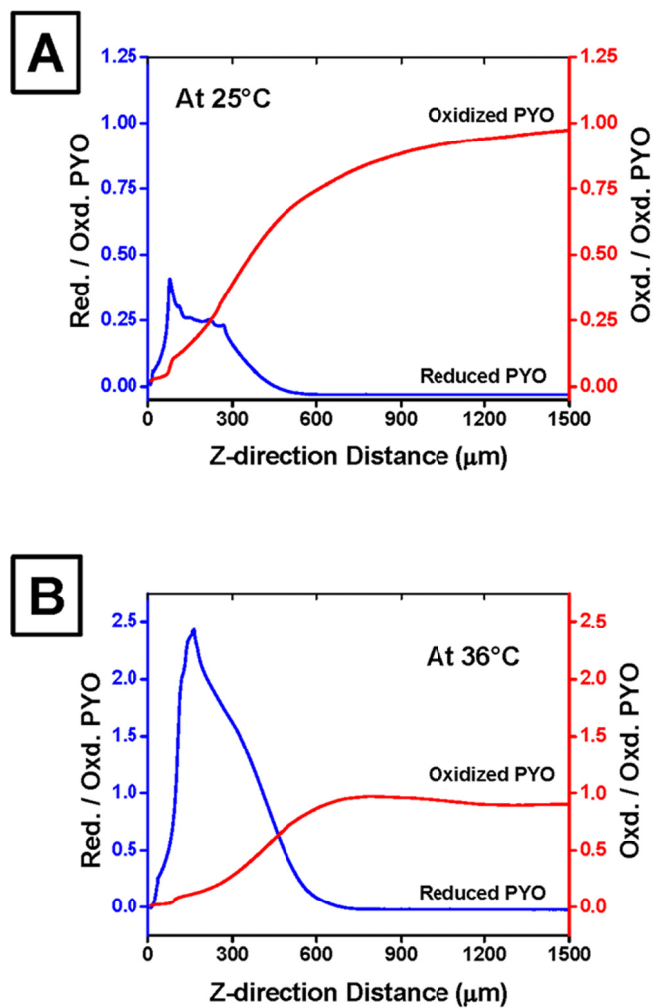 A
At 25°C
Oxidized PYO
Reduced PYO
Red. / Oxd. PYO
Oxd. / Oxd. PYO
1.25 1.25
1.00 1.00
0.75 0.75
0.50 0.50
0.25 0.25
0.00 0.00
0 300 600 900 1200 1500
Z-direction Distance (µm)
B
At 36°C
Oxidized PYO
Reduced PYO
Red. / Oxd. PYO
Oxd. / Oxd. PYO
2.5 2.5
2.0 2.0
1.5 1.5
1.0 1.0
0.5 0.5
0.0 0.0
0 300 600 900 1200 1500
Z-direction Distance (µm)